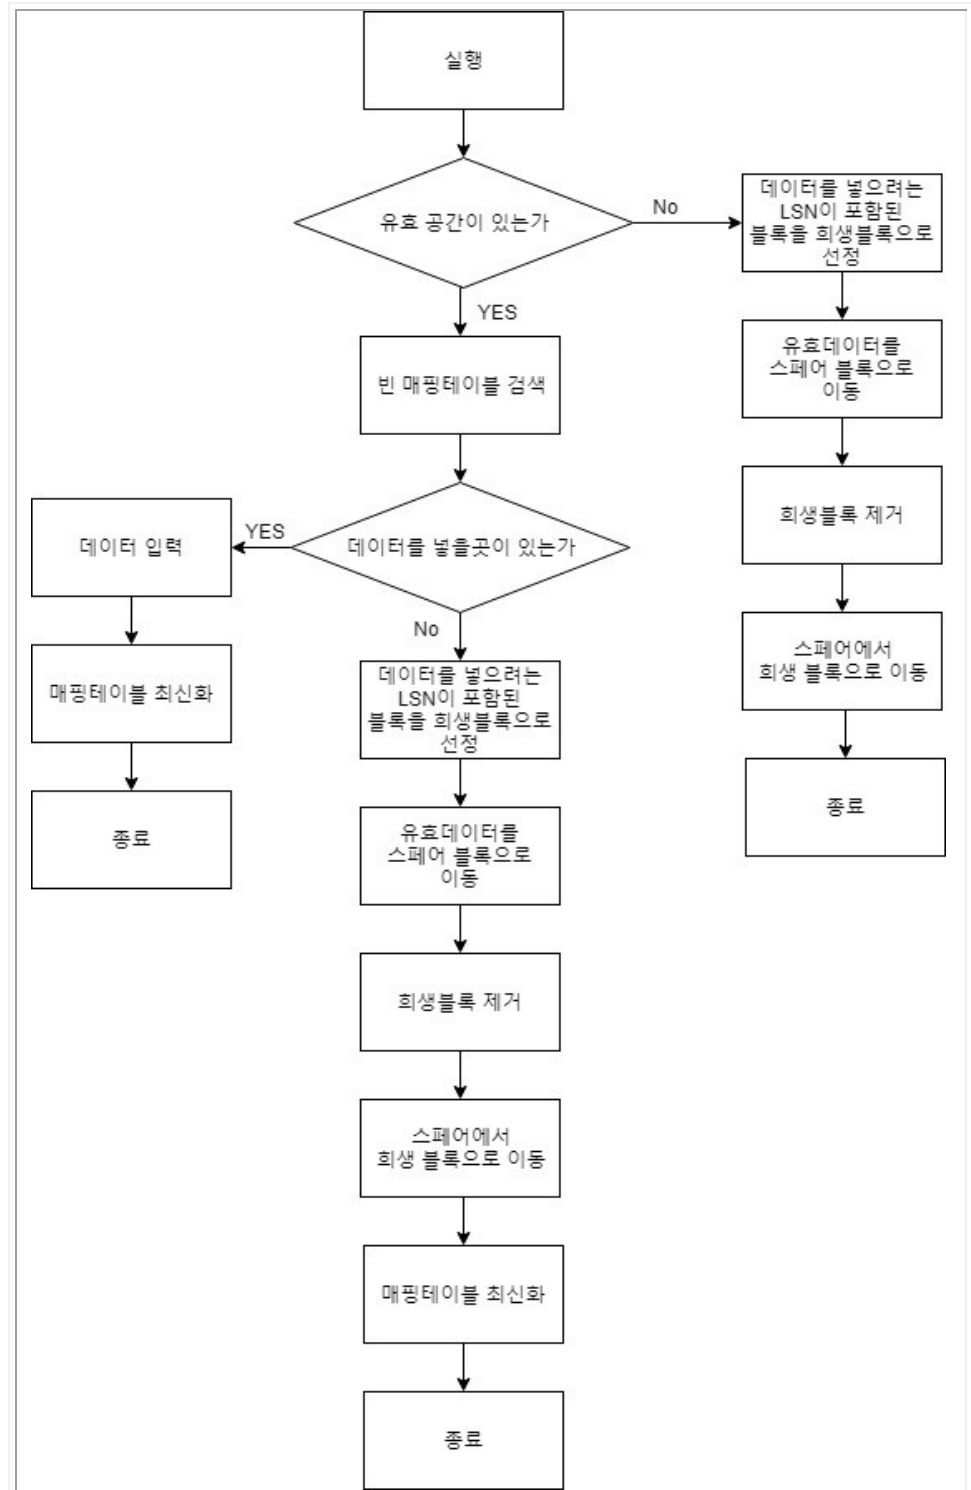 실행
유효 공간이 있는가
No
데이터를 넣으려는
LSN이 포함된
블록을 희생블록으로
선정
YES
유효데이터를
스페어 블록으로
이동
빈 매핑테이블 검색
희생블록 제거
데이터를 넣을곳이 있는가
YES
데이터 입력
No
매핑테이블 최신화
종료
스페어에서
희생 블록으로 이동
종료
데이터를 넣으려는
LSN이 포함된
블록을 희생블록으로
선정
유효데이터를
스페어 블록으로
이동
희생블록 제거
스페어에서
희생 블록으로 이동
매핑테이블 최신화
종료